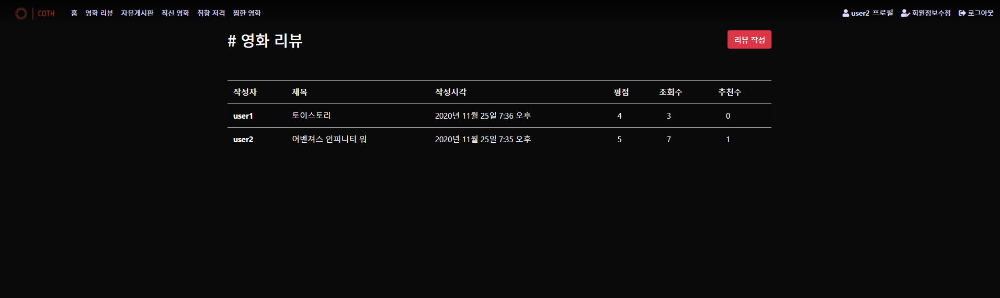 COTH 홈 영화 리뷰 자유게시판 최신 영화 취향 저격 찜한 영화 user2 프로필 회원정보수정 로그아웃
# 영화 리뷰 리뷰 작성
작성자 제목 작성시각 평점 조회수 추천수
user1 토이스토리 2020년 11월 25일 7:36 오후 4 3 0
user2 어벤져스 인피니티 워 2020년 11월 25일 7:35 오후 5 7 1